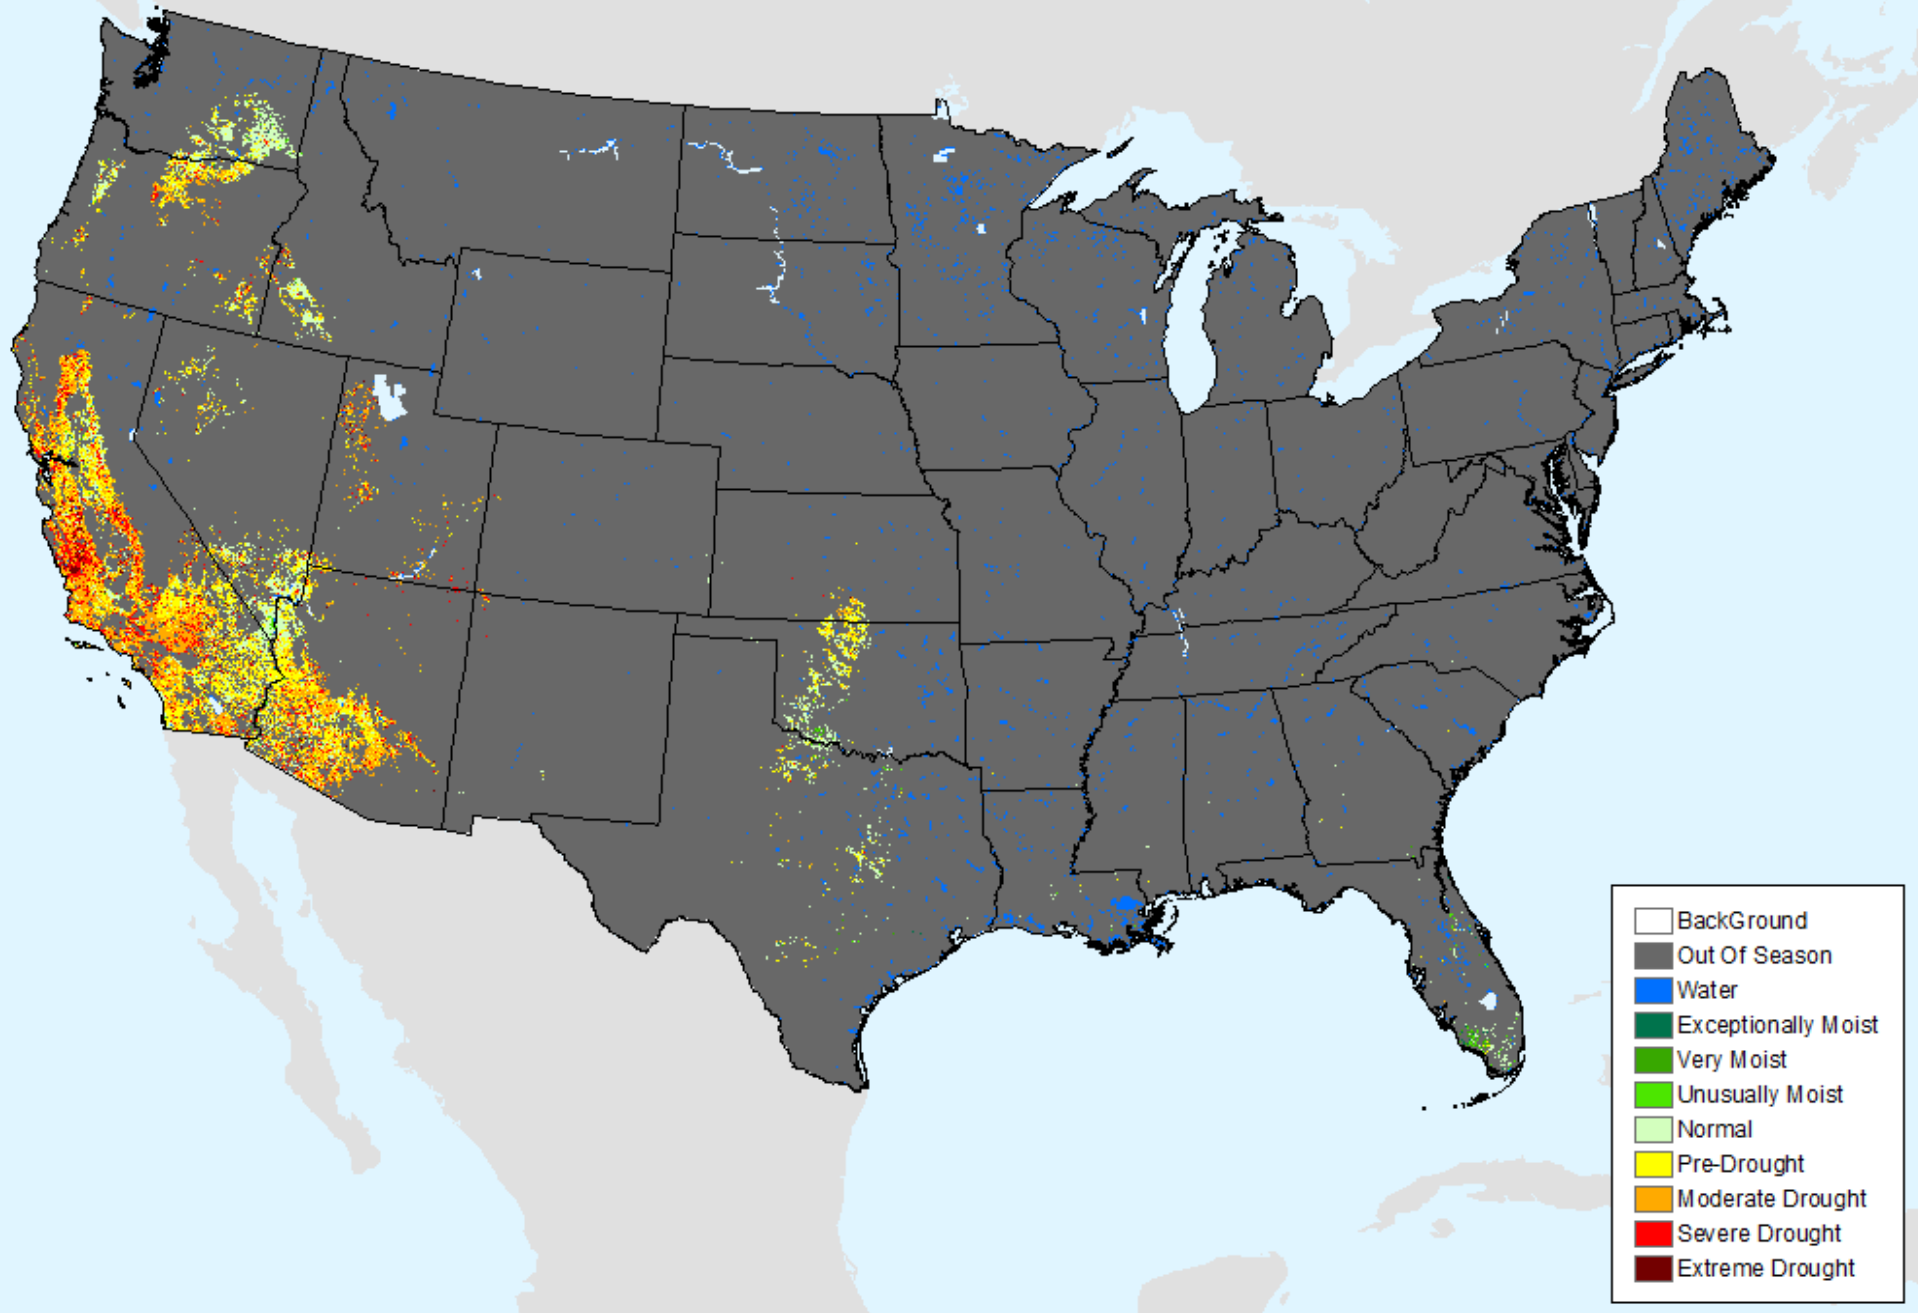 BackGround
Out Of Season
Water
Exceptionally Moist
Very Moist
Unusually Moist
Normal
Pre-Drought
Moderate Drought
Severe Drought
Extreme Drought